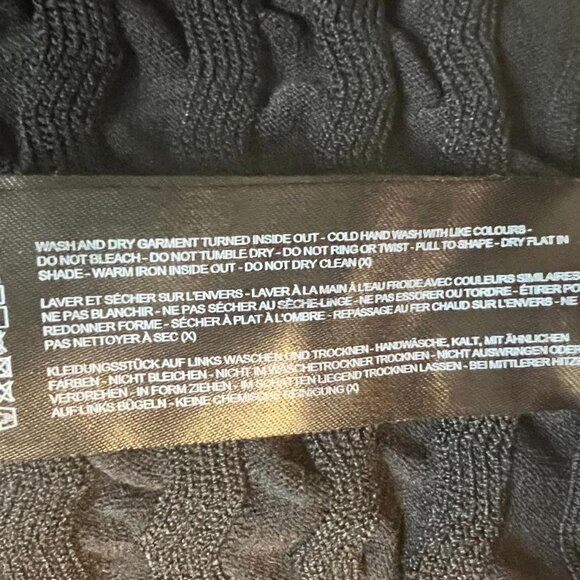 WASH AND DRY GARMENT TURNED INSIDE OUT - COLD HAND WASH WITH LIKE COLOURS -
DO NOT BLEACH - DO NOT TUMBLE DRY - DO NOT RING OR TWIST - PULL TO SHAPE - DRY FLAT IN
SHADE - WARM IRON INSIDE OUT - DO NOT DRY CLEAN (X)
LAVER ET SÉCHER SUR L'ENVERS - LAVER À LA MAIN À L'EAU FROIDE AVEC COULEURS SIMILAIRES
NE PAS BLANCHIR - NE PAS SÉCHER AU SÈCHE-LINGE - NE PAS ESSORER OU TORDRE - ÉTIRER PO
REDONNER FORME - SÉCHER À PLAT À L'OMBRE - REPASSAGE AU FER CHAUD SUR L'ENVERS -
PAS NETTOYER À SEC (X)
KLEIDUNGSSTÜCK AUF LINKS WASCHEN UND TROCKNEN - HANDWÄSCHE, KALT, MIT ÄHNLICHEN
FARBEN - NICHT BLEICHEN - NICHT IM WASCHETROCKNER TROCKNEN - NICHT AUSWRINGEN ODER
VERDREHEN - IN FORM ZIEHEN - IM SCHATTEN LIEGEND TROCKNEN LASSEN - BEI MITTLERER HITZE
AUF LINKS BÜGELN - KEINE CHEMISCHE REINIGUNG (X)